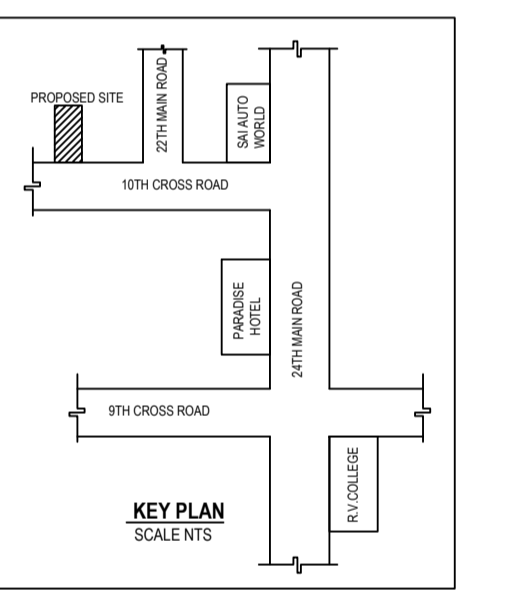 PROPOSED SITE
22TH MAIN ROAD
SAI AUTO
WORLD
10TH CROSS ROAD
PARADISE
HOTEL
24TH MAIN ROAD
9TH CROSS ROAD
R.V.COLLEGE
KEY PLAN
SCALE NTS